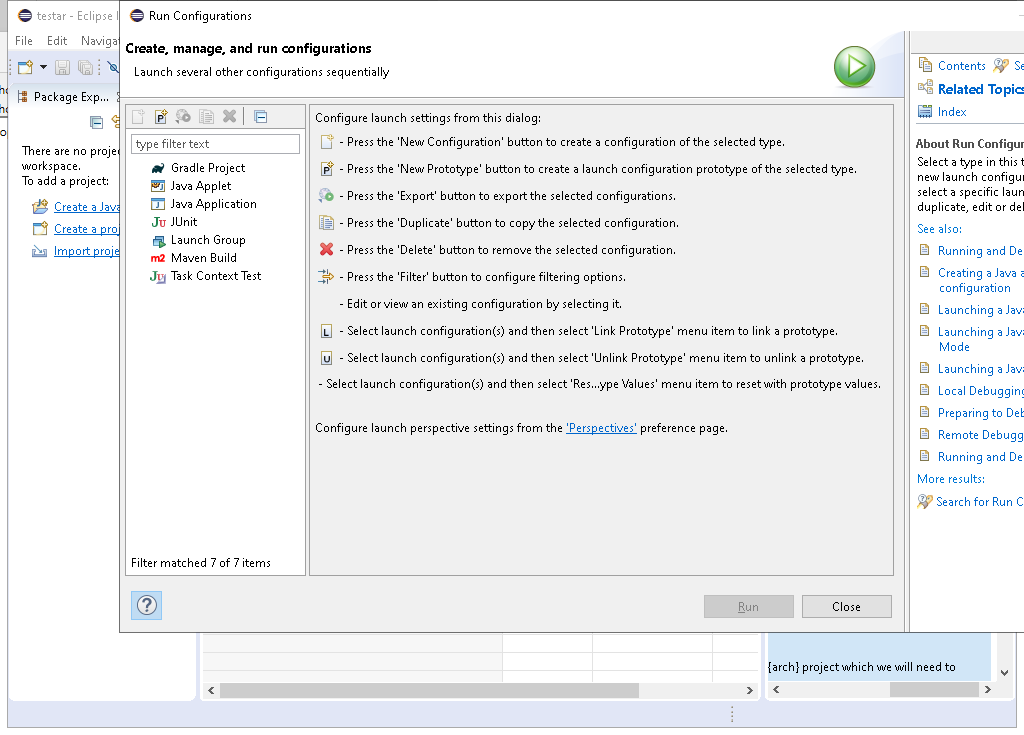 testar - Eclipse I
Run Configurations
File Edit Navigat
Create, manage, and run configurations
Launch several other configurations sequentially
Package Exp...
There are no proje
workspace.
To add a project:
Create a Java
Create a proj
Import proje
type filter text
Gradle Project
Java Applet
Java Application
JUnit
Launch Group
Maven Build
Task Context Test
Filter matched 7 of 7 items
Configure launch settings from this dialog:
- Press the 'New Configuration' button to create a configuration of the selected type.
- Press the 'New Prototype' button to create a launch configuration prototype of the selected type.
- Press the 'Export' button to export the selected configurations.
- Press the 'Duplicate' button to copy the selected configuration.
- Press the 'Delete' button to remove the selected configuration.
- Press the 'Filter' button to configure filtering options.
- Edit or view an existing configuration by selecting it.
- Select launch configuration(s) and then select 'Link Prototype' menu item to link a prototype.
- Select launch configuration(s) and then select 'Unlink Prototype' menu item to unlink a prototype.
- Select launch configuration(s) and then select 'Res...ype Values' menu item to reset with prototype values.
Configure launch perspective settings from the 'Perspectives' preference page.
Run
Close
Contents Se
Related Topics
Index
About Run Configur
Select a type in this t
new launch configur
select a specific laun
duplicate, edit or del
See also:
Running and De
Creating a Java a
configuration
Launching a Java
Launching a Java
Mode
Launching a Java
Local Debugging
Preparing to Deb
Remote Debugg
Running and De
More results:
Search for Run C
{arch} project which we will need to